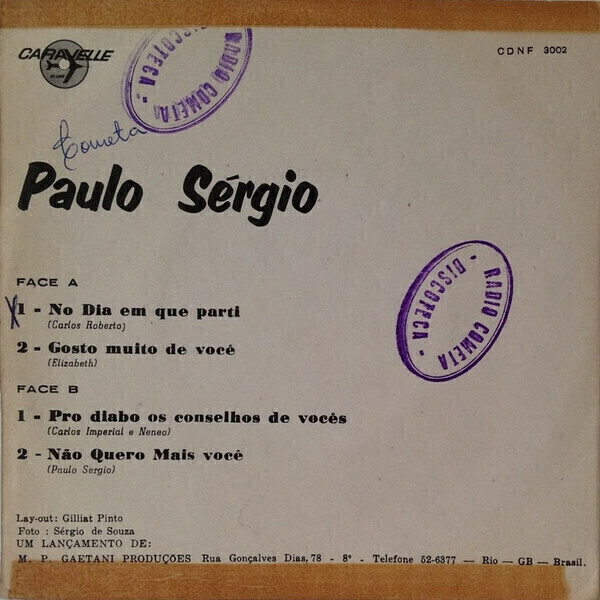 CARAVELLE
CDNF 3002
RADIO COMETA
- DISCOTECA -
Cometa
Paulo Sérgio
FACE A
X 1 - No Dia em que parti
(Carlos Roberto)
2 - Gosto muito de você
(Elizabeth)
RADIO COMETA
- DISCOTECA -
FACE B
1 - Pro diabo os conselhos de vocês
(Carlos Imperial e Neneo)
2 - Não Quero Mais você
(Paulo Sergio)
Lay-out: Gilliat Pinto
Foto : Sérgio de Souza
UM LANÇAMENTO DE:
M. P. GAETANI PRODUÇÕES Rua Gonçalves Dias, 78 - 8º - Telefone 52-6377 — Rio — GB — Brasil.